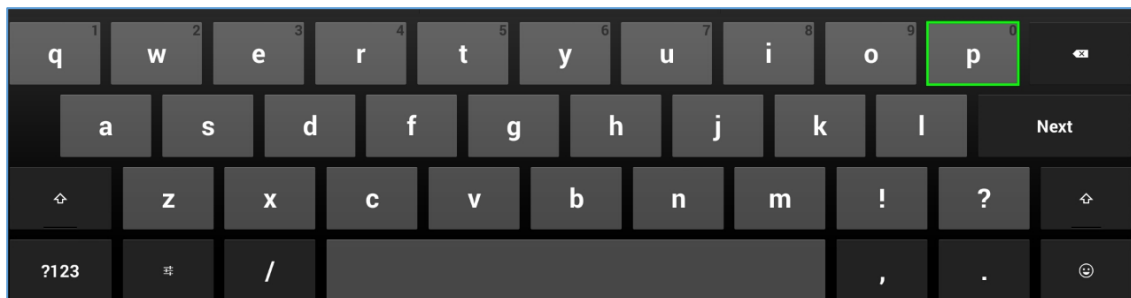 1 2 3 4 5 6 7 8 9 0
q w e r t y u i o p
a s d f g h j k l Next
z x c v b n m ! ?
?123 / , .